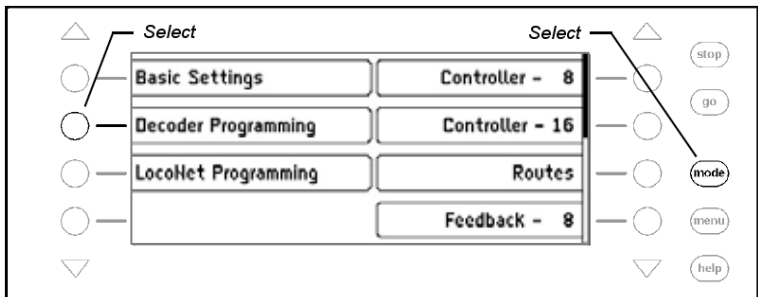 Select Select
stop
Basic Settings Controller - 8
go
Decoder Programming Controller - 16
LocoNet Programming Routes
mode
Feedback - 8
menu
help